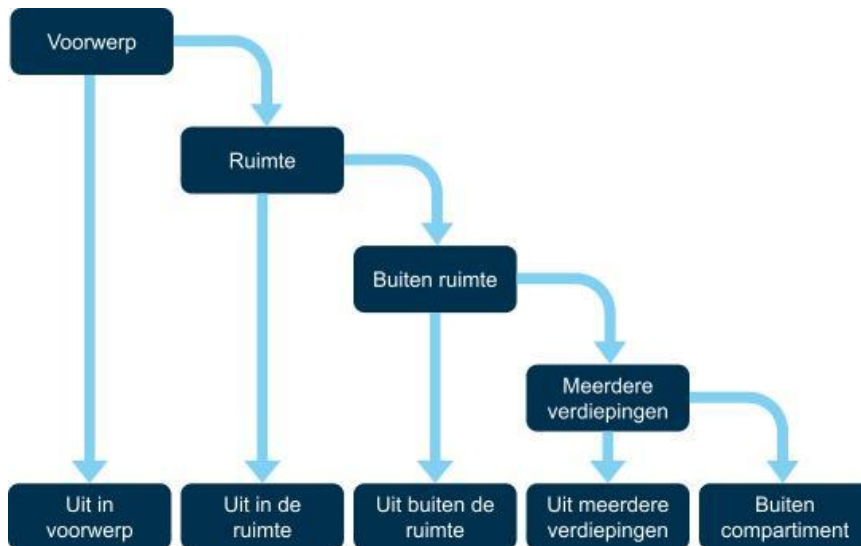 Voorwerp
Ruimte
Buiten ruimte
Meerdere
verdiepingen
Uit in
voorwerp
Uit in de
ruimte
Uit buiten de
ruimte
Uit meerdere
verdiepingen
Buiten
compartiment